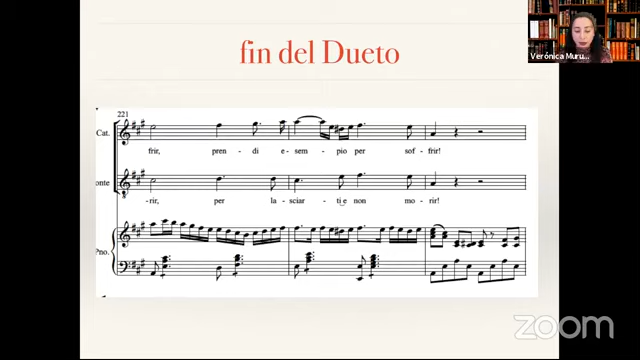 fin del Dueto
Verónica Muru...
221
Cat.
frir, pren - di e - sem - pio per sof - frir!
onte
-rir, per la - sciar - ti e non mo - rir!
Pno.
zoom